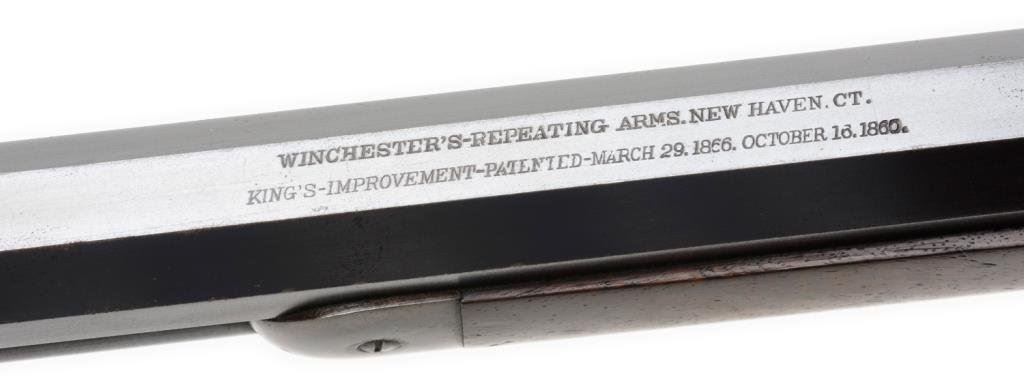 WINCHESTER'S-REPEATING ARMS. NEW HAVEN. CT.
KING'S-IMPROVEMENT-PATENTED-MARCH 29. 1866. OCTOBER 16. 1860.